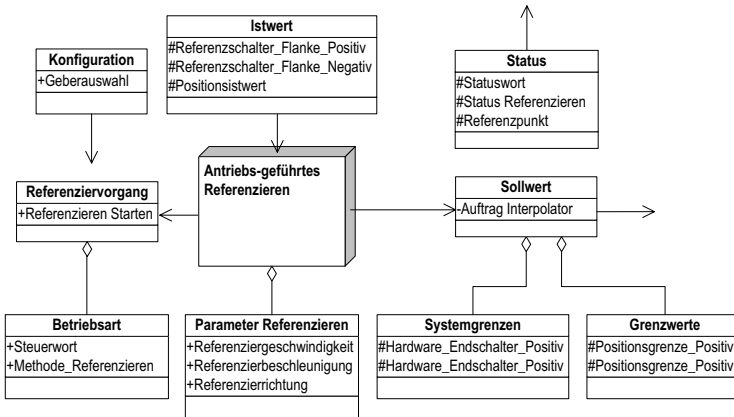 Istwert
#Referenzschalter_Flanke_Positiv
#Referenzschalter_Flanke_Negativ
#Positionsistwert
Konfiguration
+Geberauswahl
Status
#Statuswort
#Status Referenzieren
#Referenzpunkt
Antriebs-geführtes
Referenzieren
Referenziervorgang
+Referenzieren Starten
Sollwert
-Auftrag Interpolator
Betriebsart
+Steuerwort
+Methode_Referenzieren
Parameter Referenzieren
+Referenziergeschwindigkeit
+Referenzierbeschleunigung
+Referenzierrichtung
Systemgrenzen
#Hardware_Endschalter_Positiv
#Hardware_Endschalter_Positiv
Grenzwerte
#Positionsgrenze_Positiv
#Positionsgrenze_Positiv